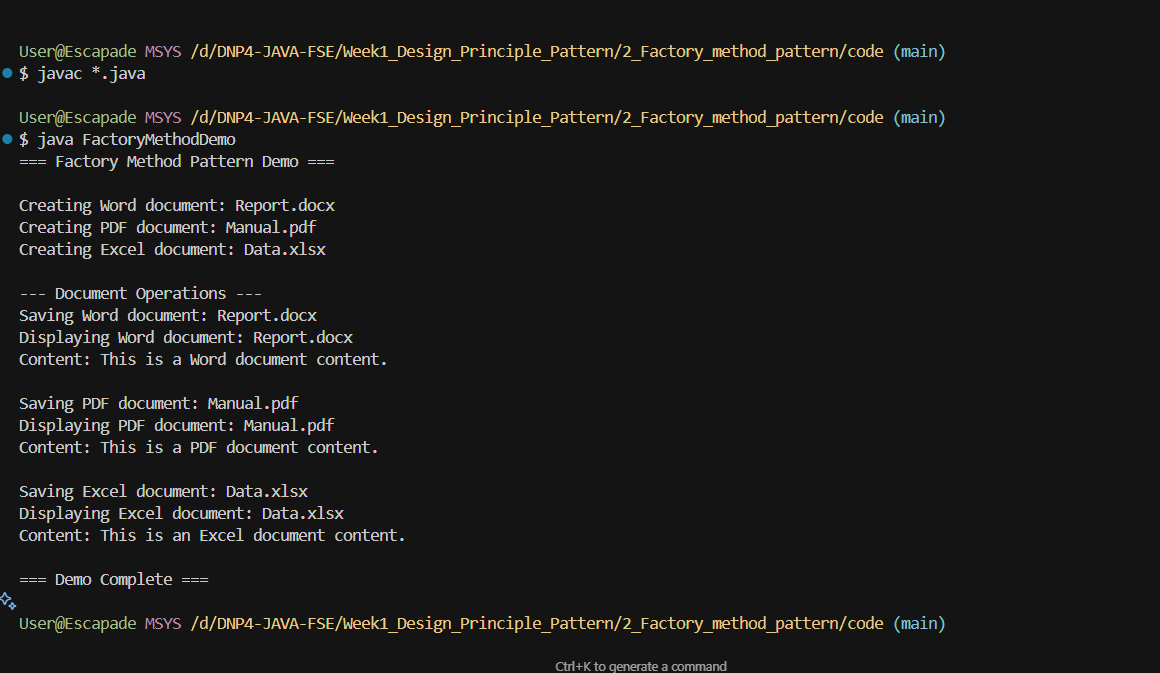 User@Escapade MSYS /d/DNP4-JAVA-FSE/Week1_Design_Principle_Pattern/2_Factory_method_pattern/code (main)
$ javac *.java
User@Escapade MSYS /d/DNP4-JAVA-FSE/Week1_Design_Principle_Pattern/2_Factory_method_pattern/code (main)
$ java FactoryMethodDemo
=== Factory Method Pattern Demo ===
Creating Word document: Report.docx
Creating PDF document: Manual.pdf
Creating Excel document: Data.xlsx
--- Document Operations ---
Saving Word document: Report.docx
Displaying Word document: Report.docx
Content: This is a Word document content.
Saving PDF document: Manual.pdf
Displaying PDF document: Manual.pdf
Content: This is a PDF document content.
Saving Excel document: Data.xlsx
Displaying Excel document: Data.xlsx
Content: This is an Excel document content.
=== Demo Complete ===
User@Escapade MSYS /d/DNP4-JAVA-FSE/Week1_Design_Principle_Pattern/2_Factory_method_pattern/code (main)
Ctrl+K to generate a command